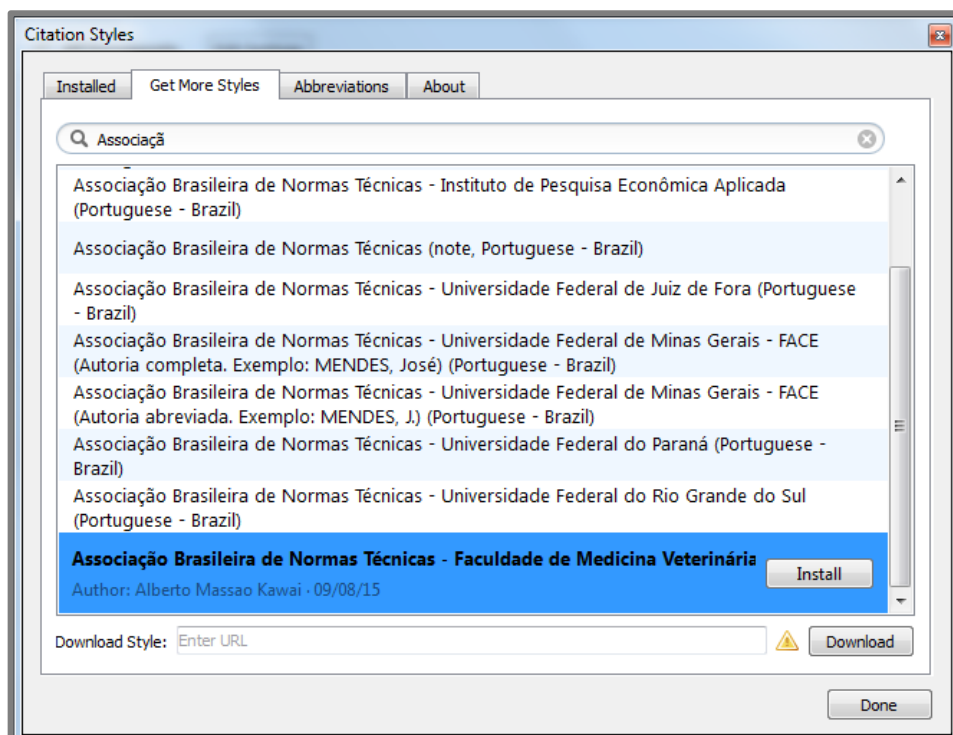 Citation Styles
Installed
Get More Styles
Abbreviations
About
Associaçã
Associação Brasileira de Normas Técnicas - Instituto de Pesquisa Econômica Aplicada
(Portuguese - Brazil)
Associação Brasileira de Normas Técnicas (note, Portuguese - Brazil)
Associação Brasileira de Normas Técnicas - Universidade Federal de Juiz de Fora (Portuguese
- Brazil)
Associação Brasileira de Normas Técnicas - Universidade Federal de Minas Gerais - FACE
(Autoria completa. Exemplo: MENDES, José) (Portuguese - Brazil)
Associação Brasileira de Normas Técnicas - Universidade Federal de Minas Gerais - FACE
(Autoria abreviada. Exemplo: MENDES, J.) (Portuguese - Brazil)
Associação Brasileira de Normas Técnicas - Universidade Federal do Paraná (Portuguese -
Brazil)
Associação Brasileira de Normas Técnicas - Universidade Federal do Rio Grande do Sul
(Portuguese - Brazil)
Associação Brasileira de Normas Técnicas - Faculdade de Medicina Veterinária
Author: Alberto Massao Kawai · 09/08/15
Install
Download Style:
Enter URL
Download
Done